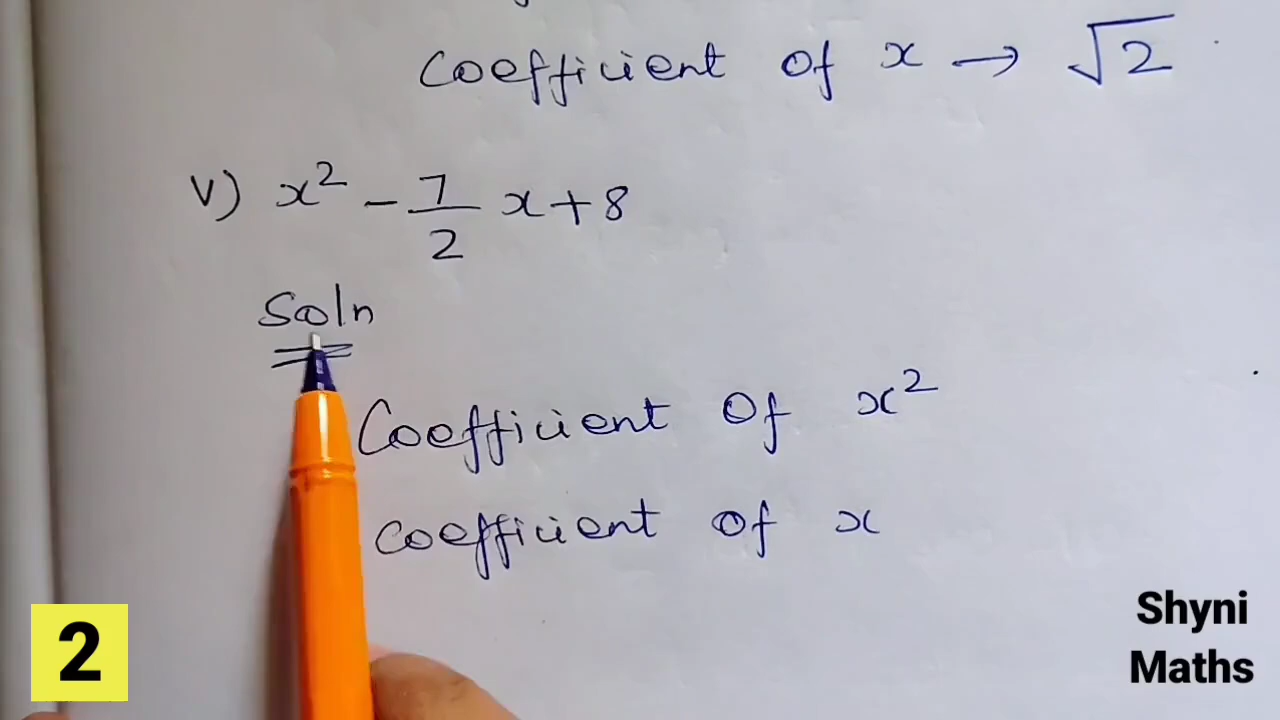 Coefficient of x → √2
V) x² - 7/2 x + 8
Soln
Coefficient of x²
coefficient of x
2
Shyni
Maths